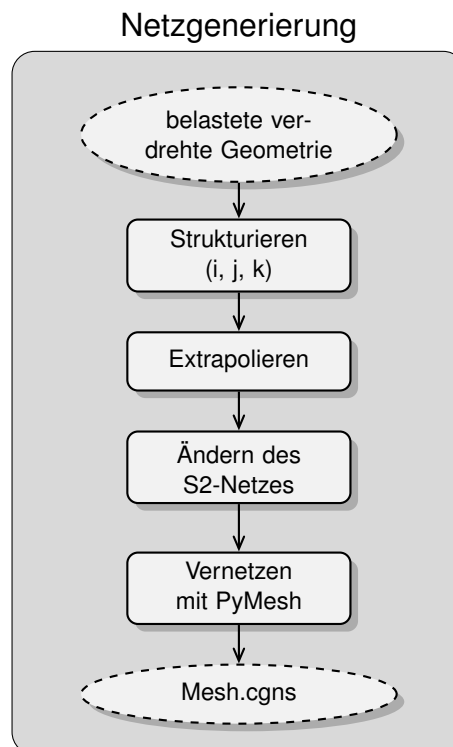 Netzgenerierung
belastete ver-
drehte Geometrie
Strukturieren
(i, j, k)
Extrapolieren
Ändern des
S2-Netzes
Vernetzen
mit PyMesh
Mesh.cgns